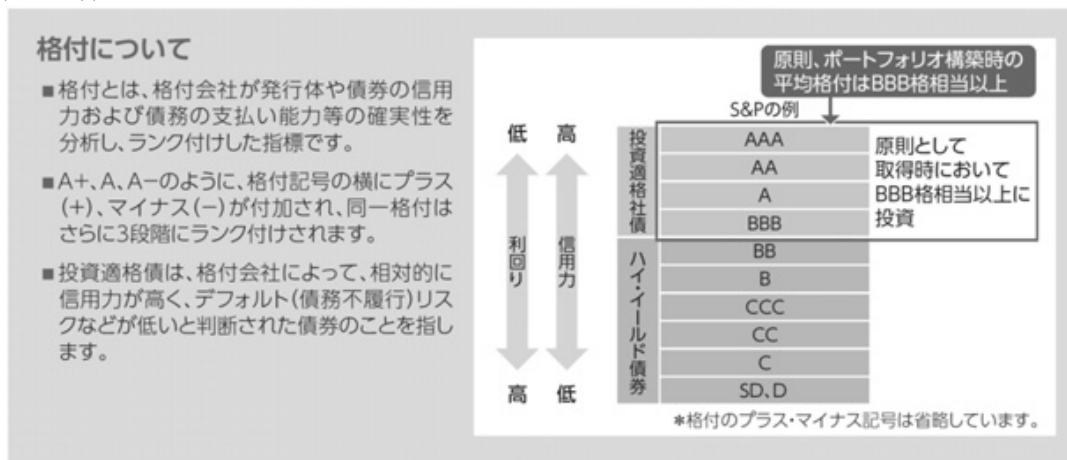 格付について
■格付とは、格付会社が発行体や債券の信用
力および債務の支払い能力等の確実性を
分析し、ランク付けした指標です。
■A+、A、A−のように、格付記号の横にプラス
(+)、マイナス(−)が付加され、同一格付は
さらに3段階にランク付けされます。
■投資適格債は、格付会社によって、相対的に
信用力が高く、デフォルト(債務不履行)リス
クなどが低いと判断された債券のことを指し
ます。
原則、ポートフォリオ構築時の
平均格付はBBB格相当以上
S&Pの例
低 高
利回り
信用力
高 低
投資適格社債
AAA
AA
A
BBB
原則として
取得時において
BBB格相当以上に
投資
ハイ・イールド債券
BB
B
CCC
CC
C
SD、D
*格付のプラス・マイナス記号は省略しています。